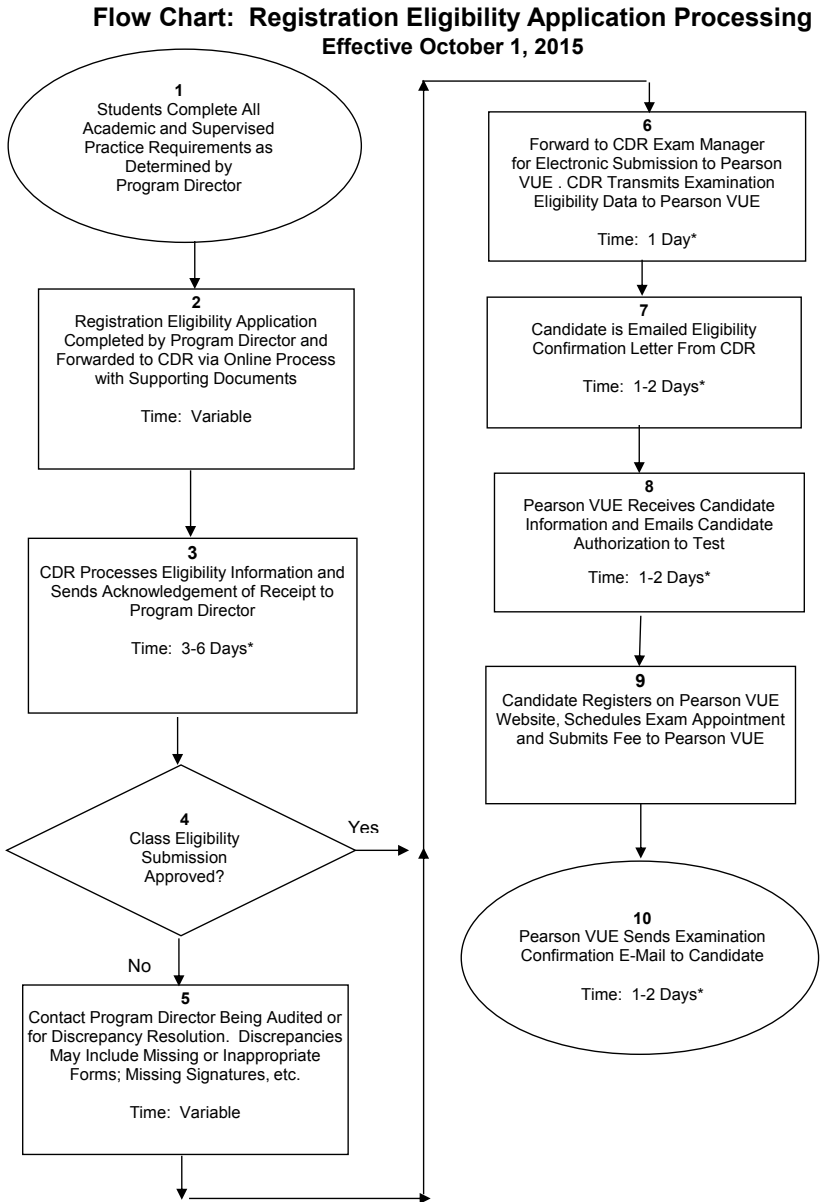 Flow Chart: Registration Eligibility Application Processing
Effective October 1, 2015
1
Students Complete All
Academic and Supervised
Practice Requirements as
Determined by
Program Director
2
Registration Eligibility Application
Completed by Program Director and
Forwarded to CDR via Online Process
with Supporting Documents
Time: Variable
3
CDR Processes Eligibility Information and
Sends Acknowledgement of Receipt to
Program Director
Time: 3-6 Days*
4
Class Eligibility
Submission
Approved?
Yes
No
5
Contact Program Director Being Audited or
for Discrepancy Resolution. Discrepancies
May Include Missing or Inappropriate
Forms; Missing Signatures, etc.
Time: Variable
6
Forward to CDR Exam Manager
for Electronic Submission to Pearson
VUE . CDR Transmits Examination
Eligibility Data to Pearson VUE
Time: 1 Day*
7
Candidate is Emailed Eligibility
Confirmation Letter From CDR
Time: 1-2 Days*
8
Pearson VUE Receives Candidate
Information and Emails Candidate
Authorization to Test
Time: 1-2 Days*
9
Candidate Registers on Pearson VUE
Website, Schedules Exam Appointment
and Submits Fee to Pearson VUE
10
Pearson VUE Sends Examination
Confirmation E-Mail to Candidate
Time: 1-2 Days*